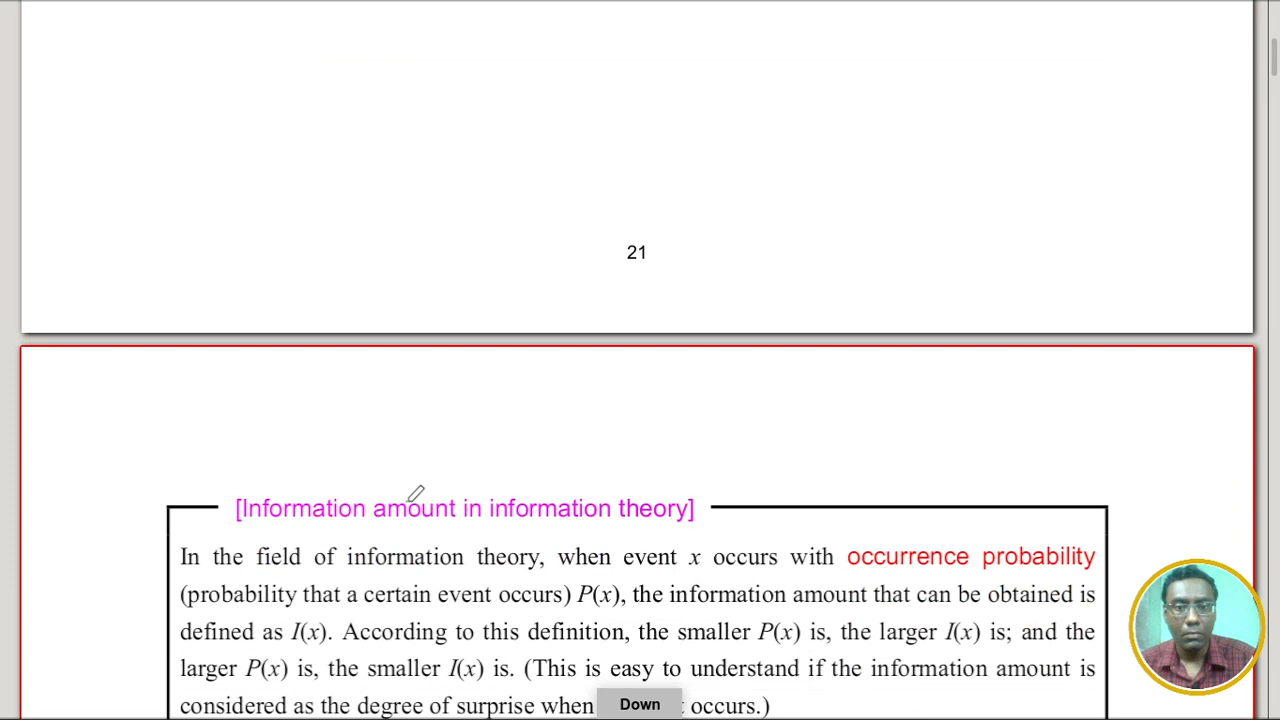 21
[Information amount in information theory]
In the field of information theory, when event x occurs with occurrence probability
(probability that a certain event occurs) P(x), the information amount that can be obtained is
defined as I(x). According to this definition, the smaller P(x) is, the larger I(x) is; and the
larger P(x) is, the smaller I(x) is. (This is easy to understand if the information amount is
considered as the degree of surprise when occurs.)
Down